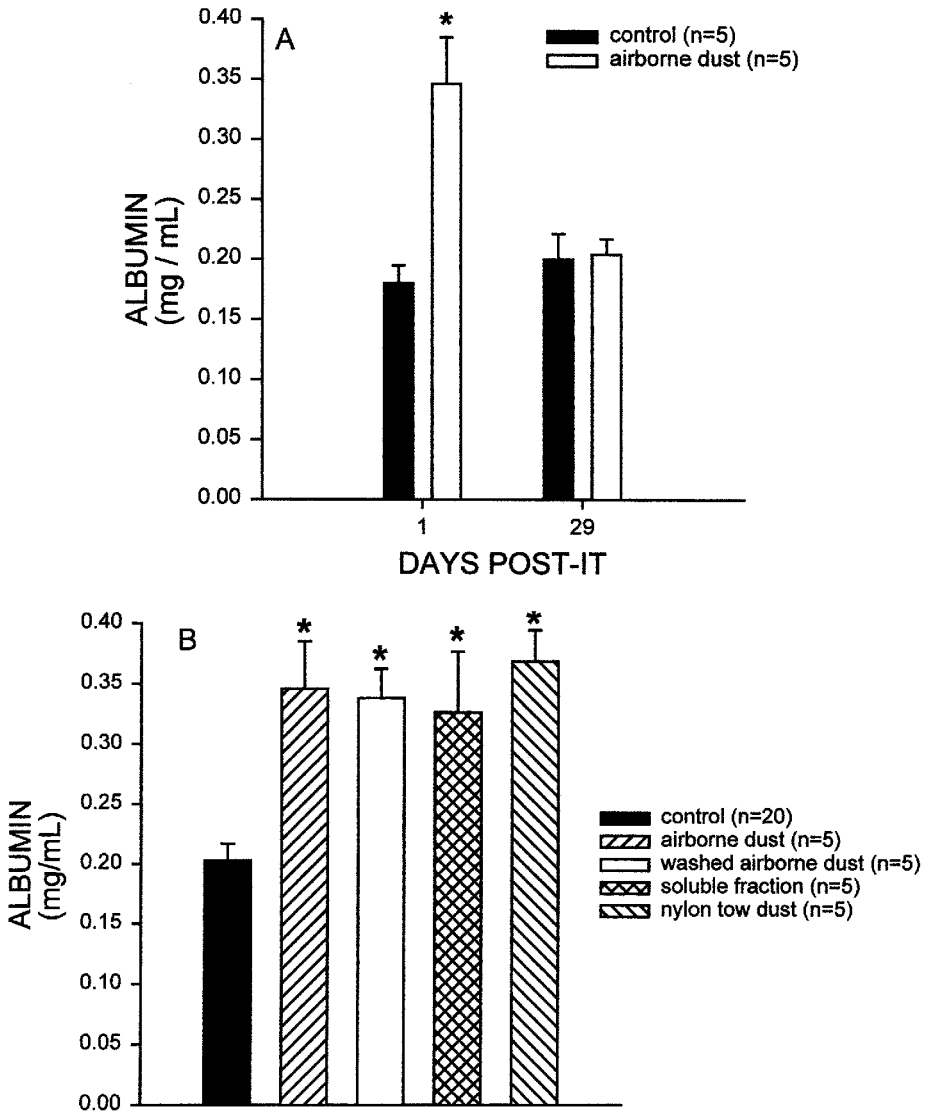 A
control (n=5)
airborne dust (n=5)
*
0.40
0.35
0.30
0.25
0.20
0.15
0.10
0.05
0.00
ALBUMIN
(mg / mL)
1
29
DAYS POST-IT
B
*
*
*
*
0.40
0.35
0.30
0.25
0.20
0.15
0.10
0.05
0.00
ALBUMIN
(mg/mL)
control (n=20)
airborne dust (n=5)
washed airborne dust (n=5)
soluble fraction (n=5)
nylon tow dust (n=5)